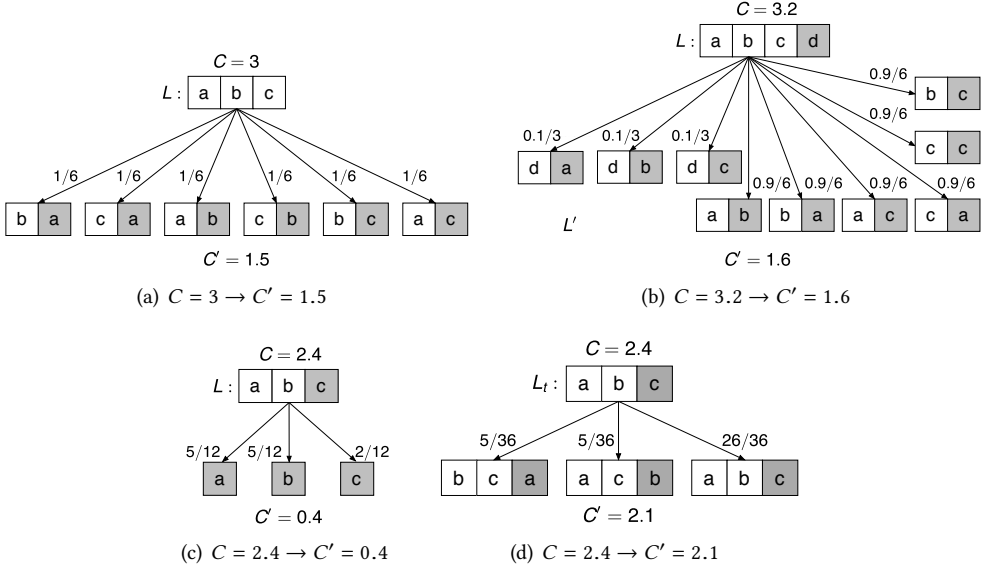 C = 3
L : a b c
1/6 1/6 1/6 1/6 1/6 1/6
b a c a a b c b b c a c
C′ = 1.5
(a) C = 3 → C′ = 1.5
C = 3.2
L : a b c d
0.9/6
b c
0.9/6
c c
0.1/3 0.1/3 0.1/3
d a d b d c
0.9/6 0.9/6 0.9/6 0.9/6
a b b a a c c a
L′
C′ = 1.6
(b) C = 3.2 → C′ = 1.6
C = 2.4
L : a b c
5/12 5/12 2/12
a b c
C′ = 0.4
(c) C = 2.4 → C′ = 0.4
C = 2.4
Lt : a b c
5/36 5/36 26/36
b c a a c b a b c
C′ = 2.1
(d) C = 2.4 → C′ = 2.1